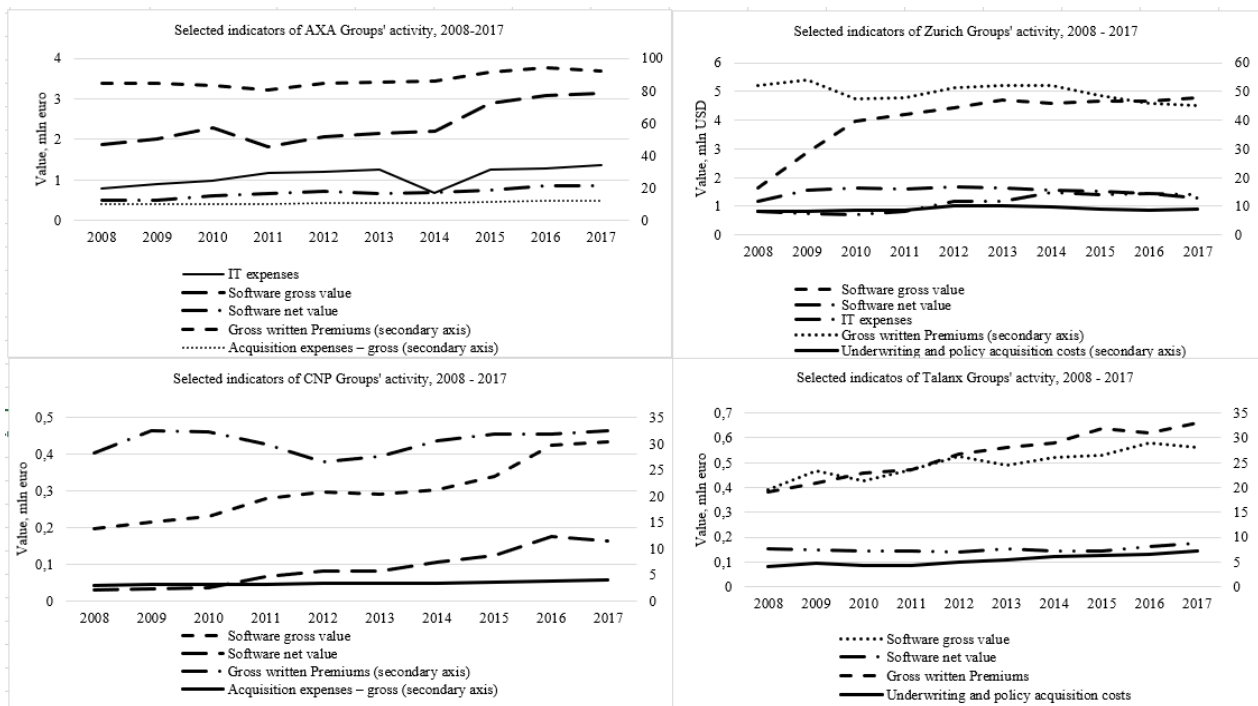 Selected indicators of AXA Groups' activity, 2008-2017
Value, mln euro
4
3
2
1
0
100
80
60
40
20
0
2008 2009 2010 2011 2012 2013 2014 2015 2016 2017
IT expenses
Software gross value
Software net value
Gross written Premiums (secondary axis)
Acquisition expenses – gross (secondary axis)
Selected indicators of Zurich Groups' activity, 2008 - 2017
Value, mln USD
6
5
4
3
2
1
0
60
50
40
30
20
10
0
2008 2009 2010 2011 2012 2013 2014 2015 2016 2017
Software gross value
Software net value
IT expenses
Gross written Premiums (secondary axis)
Underwriting and policy acquisition costs (secondary axis)
Selected indicators of CNP Groups' activity, 2008 - 2017
Value, mln euro
0,5
0,4
0,3
0,2
0,1
0
35
30
25
20
15
10
5
0
2008 2009 2010 2011 2012 2013 2014 2015 2016 2017
Software gross value
Software net value
Gross written Premiums (secondary axis)
Acquisition expenses – gross (secondary axis)
Selected indicatos of Talanx Groups' activity, 2008 - 2017
Value, mln euro
0,7
0,6
0,5
0,4
0,3
0,2
0,1
0
35
30
25
20
15
10
5
0
2008 2009 2010 2011 2012 2013 2014 2015 2016 2017
Software gross value
Software net value
Gross written Premiums
Underwriting and policy acquisition costs